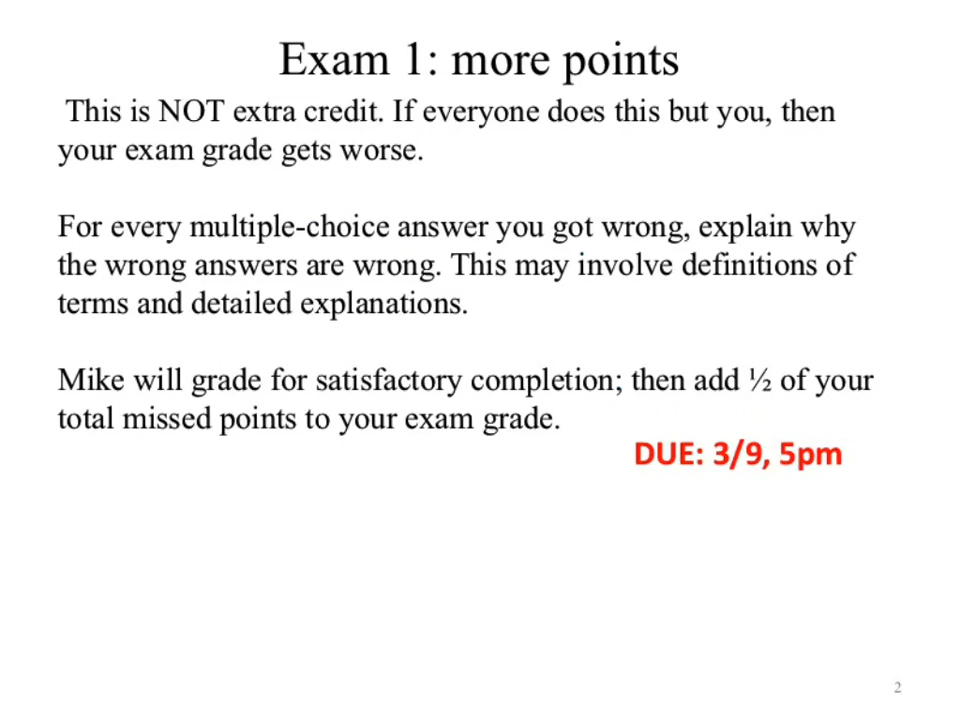 Exam 1: more points
This is NOT extra credit. If everyone does this but you, then
your exam grade gets worse.
For every multiple-choice answer you got wrong, explain why
the wrong answers are wrong. This may involve definitions of
terms and detailed explanations.
Mike will grade for satisfactory completion; then add ½ of your
total missed points to your exam grade.
DUE: 3/9, 5pm
2